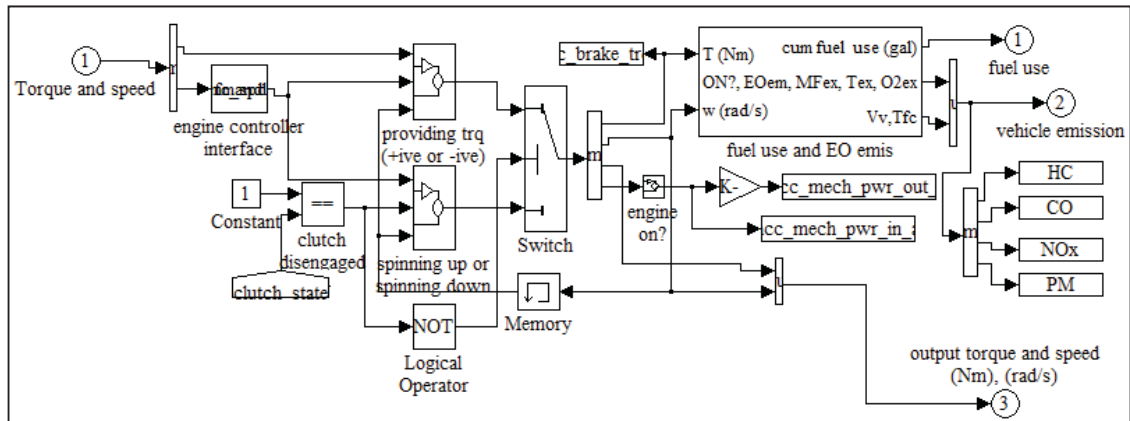 1
Torque and speed
engine controller
interface
1
Constant
==
clutch
disengaged
clutch_state
providing trq
(+ive or -ive)
spinning up or
spinning down
NOT
Logical
Operator
Switch
Memory
c_brake_tr
m
engine
on?
K-
cc_mech_pwr_out_
cc_mech_pwr_in_a
T (Nm)
cum fuel use (gal)
ON?, EOem, MFex, Tex, O2ex
w (rad/s)
Vv,Tfc
fuel use and EO emis
1
fuel use
2
vehicle emission
m
HC
CO
NOx
PM
output torque and speed
(Nm), (rad/s)
3